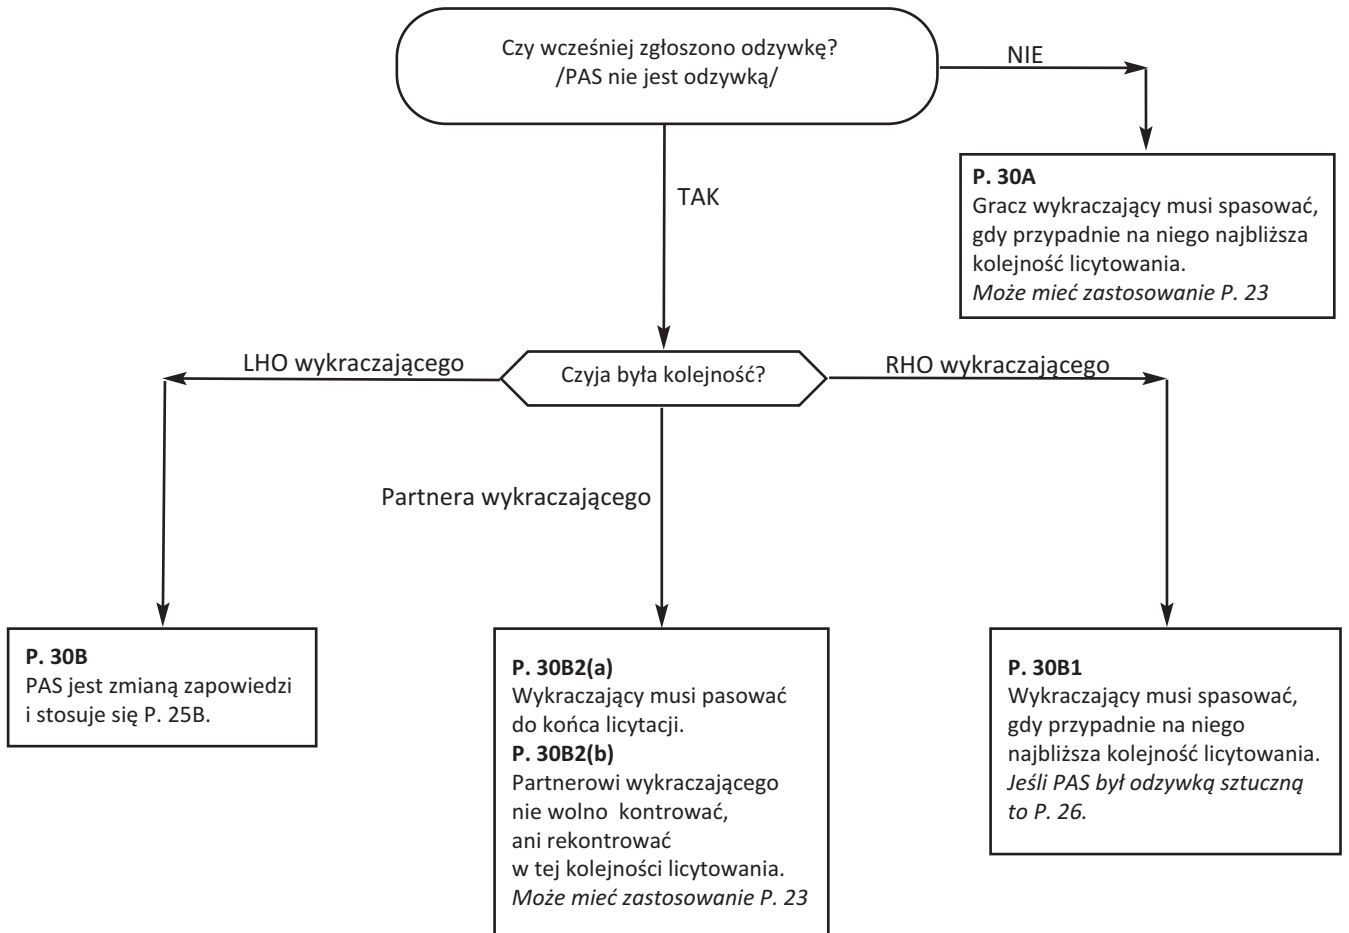 Czy wcześniej zgłoszono odzywkę?
/PAS nie jest odzywką/
NIE
P. 30A
Gracz wykraczający musi spasować,
gdy przypadnie na niego najbliższa
kolejność licytowania.
Może mieć zastosowanie P. 23
TAK
LHO wykraczającego
Czyja była kolejność?
RHO wykraczającego
Partnera wykraczającego
P. 30B
PAS jest zmianą zapowiedzi
i stosuje się P. 25B.
P. 30B2(a)
Wykraczający musi pasować
do końca licytacji.
P. 30B2(b)
Partnerowi wykraczającego
nie wolno kontrować,
ani rekontrować
w tej kolejności licytowania.
Może mieć zastosowanie P. 23
P. 30B1
Wykraczający musi spasować,
gdy przypadnie na niego
najbliższa kolejność licytowania.
Jeśli PAS był odzywką sztuczną
to P. 26.